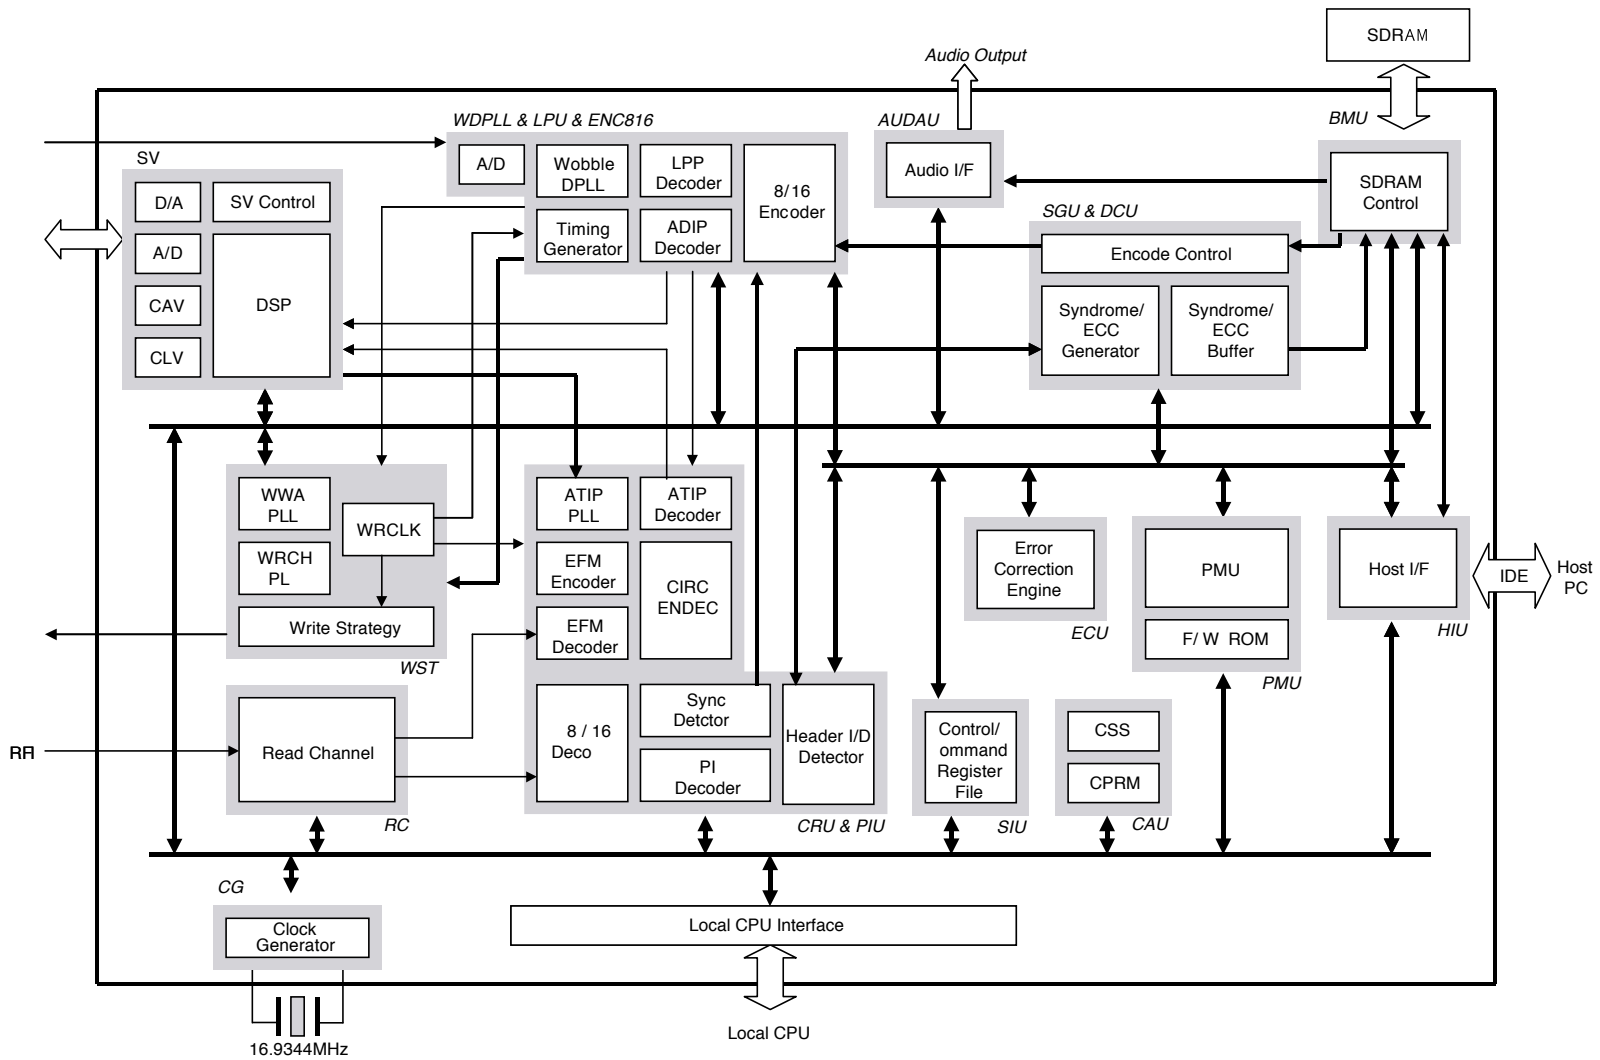 SDRAM
Audio Output
BMU
AUDAU
WDPLL & LPU & ENC816
SV
A/D
Wobble
DPLL
LPP
Decoder
8/16
Encoder
Audio I/F
SDRAM
Control
D/A
SV Control
Timing
Generator
ADIP
Decoder
SGU & DCU
A/D
Encode Control
CAV
DSP
Syndrome/
ECC
Generator
Syndrome/
ECC
Buffer
CLV
WWA
PLL
WRCLK
ATIP
PLL
ATIP
Decoder
WRCH
PL
EFM
Encoder
CIRC
ENDEC
Error
Correction
Engine
PMU
Host I/F
IDE
Host
PC
Write Strategy
EFM
Decoder
F/ W ROM
WST
ECU
HIU
PMU
Read Channel
8 / 16
Deco
Sync
Detctor
Header I/D
Detector
Control/
ommand
Register
File
CSS
PI
Decoder
CPRM
RC
CRU & PIU
SIU
CAU
CG
Clock
Generator
Local CPU Interface
Local CPU
16.9344MHz